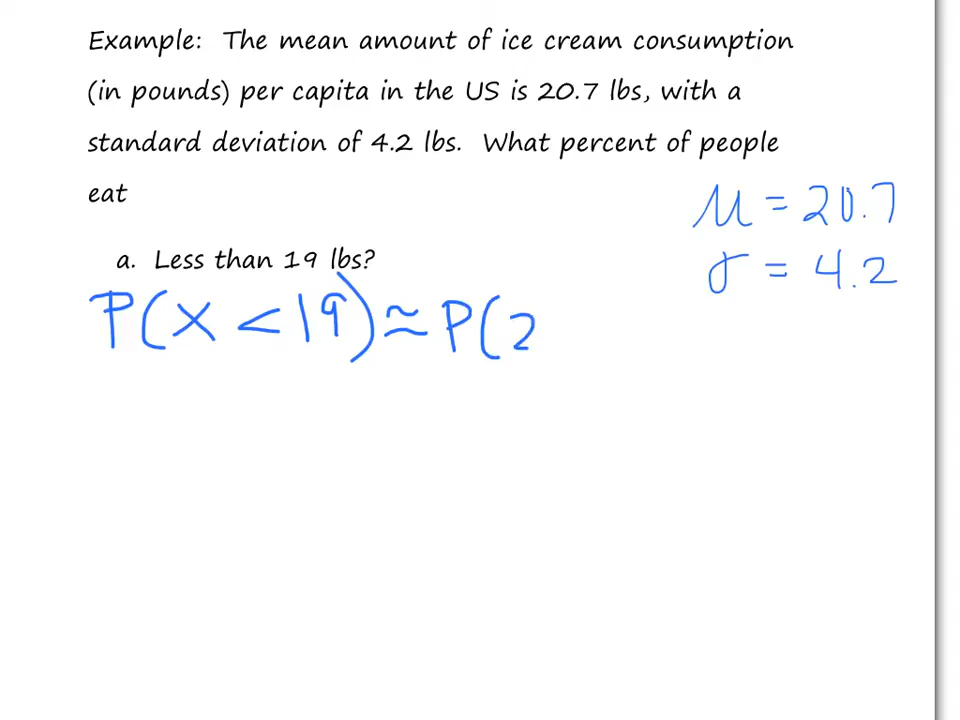 Example: The mean amount of ice cream consumption
(in pounds) per capita in the US is 20.7 lbs, with a
standard deviation of 4.2 lbs. What percent of people
eat
μ = 20.7
a. Less than 19 lbs?
σ = 4.2
P(x < 19) ≈ P(z